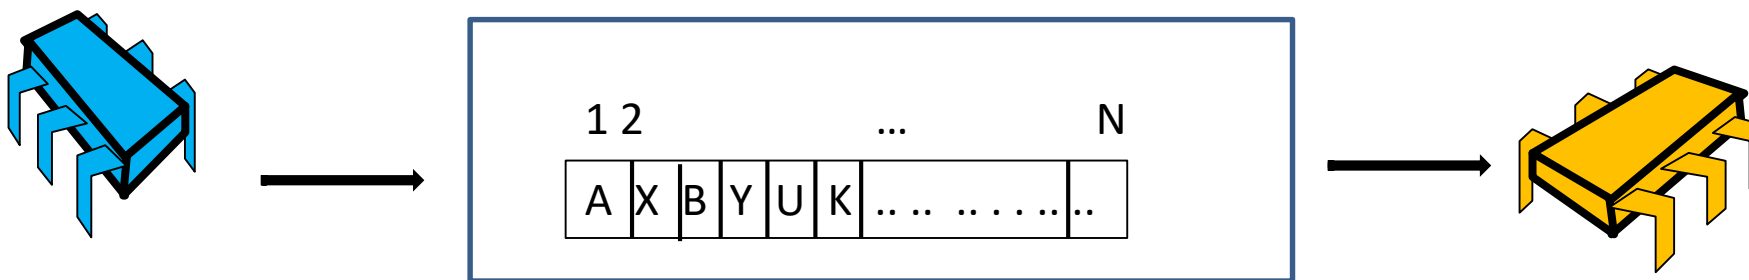 1 2 ... N
A X B Y U K .. .. .. . . .. ..